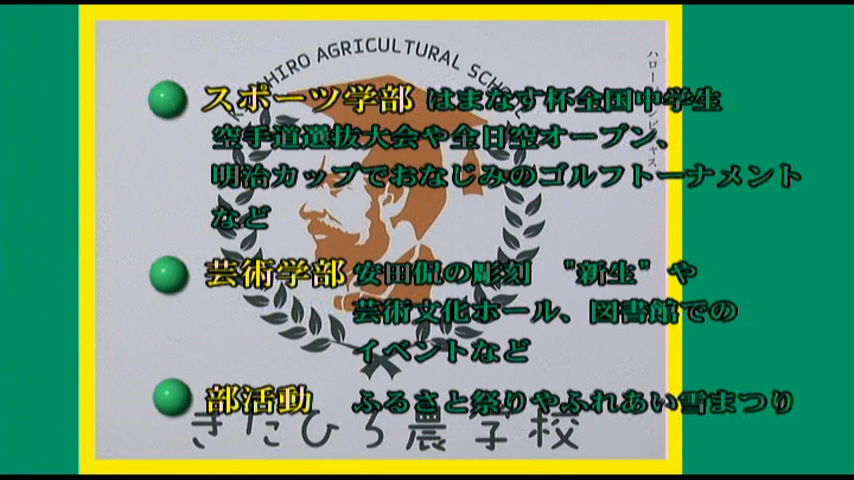 HIRO AGRICULTURAL SCH
ハロー
スポーツ学部 はまなす杯全国中学生
空手道選抜大会や全日空オープン、
明治カップでおなじみのゴルフトーナメント
など
芸術学部 安田侃の彫刻 "新生" や
芸術文化ホール、図書館での
イベントなど
部活動 ふるさと祭りやふれあい雪まつり
きたひろ農学校